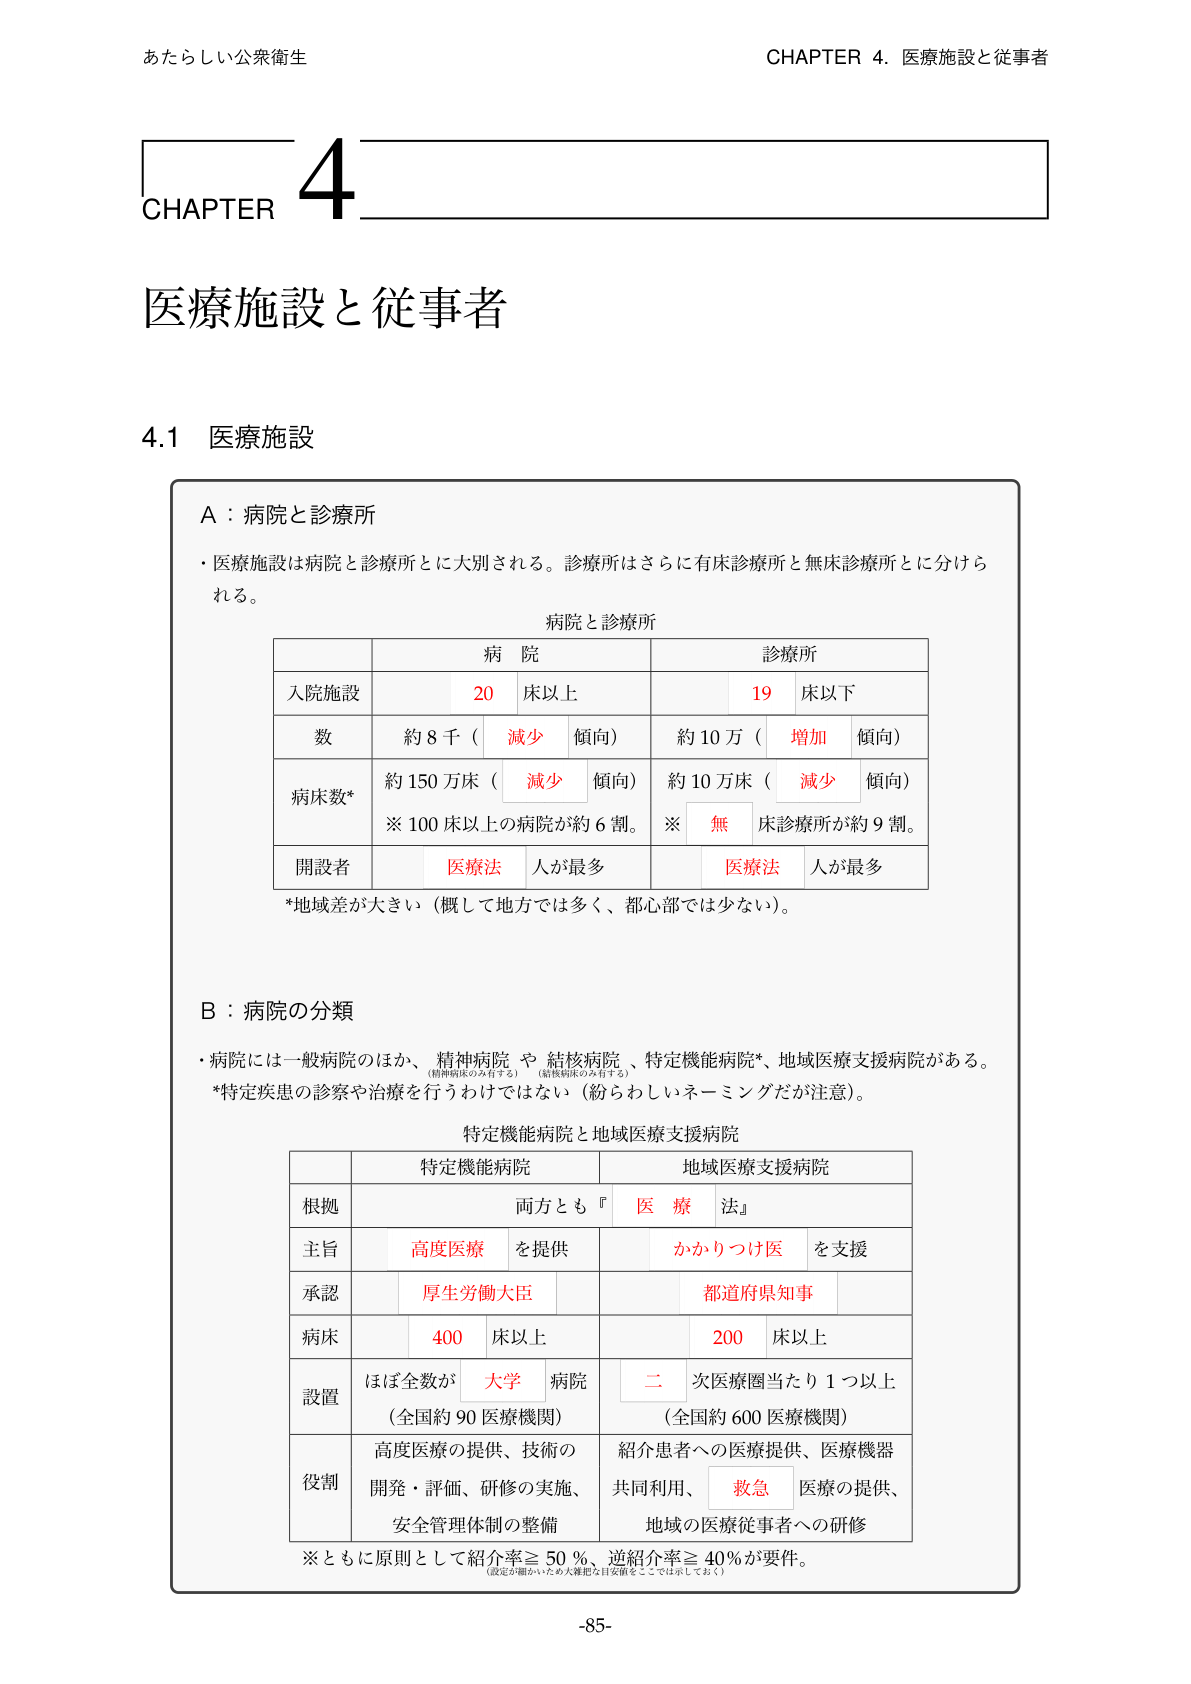 あたらしい公衆衛生 CHAPTER 4. 医療施設と従事者
CHAPTER 4
医療施設と従事者
4.1 医療施設
A：病院と診療所
・医療施設は病院と診療所とに大別される。診療所はさらに有床診療所と無床診療所とに分けら
れる。
病院と診療所
病 院 診療所
入院施設 20 床以上 19 床以下
数 約 8 千（ 減少 傾向） 約 10 万（ 増加 傾向）
病床数* 約 150 万床（ 減少 傾向） 約 10 万床（ 減少 傾向）
※ 100 床以上の病院が約 6 割。 ※ 無 床診療所が約 9 割。
開設者 医療法 人が最多 医療法 人が最多
*地域差が大きい（概して地方では多く、都心部では少ない）。
B：病院の分類
・病院には一般病院のほか、精神病院 や 結核病院 、特定機能病院*、地域医療支援病院がある。
（精神病床のみ有する） （結核病床のみ有する）
*特定疾患の診察や治療を行うわけではない（紛らわしいネーミングだが注意）。
特定機能病院と地域医療支援病院
特定機能病院 地域医療支援病院
根拠 両方とも『 医 療 法』
主旨 高度医療 を提供 かかりつけ医 を支援
承認 厚生労働大臣 都道府県知事
病床 400 床以上 200 床以上
設置 ほぼ全数が 大学 病院 二 次医療圏当たり 1 つ以上
（全国約 90 医療機関） （全国約 600 医療機関）
役割 高度医療の提供、技術の 紹介患者への医療提供、医療機器
開発・評価、研修の実施、 共同利用、 救急 医療の提供、
安全管理体制の整備 地域の医療従事者への研修
※ともに原則として紹介率≧ 50 %、逆紹介率≧ 40%が要件。
（設定が細かいため大雑把な目安値をここでは示しておく）
-85-